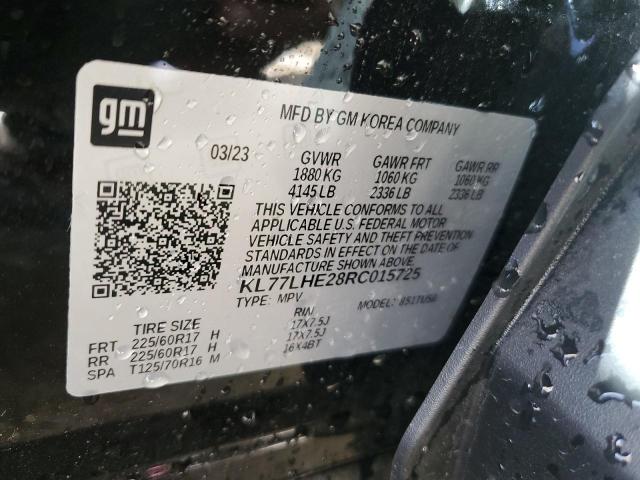 gm
MFD BY GM KOREA COMPANY
03/23 GVWR GAWR FRT GAWR RR
1880 KG 1060 KG 1060 KG
4145 LB 2336 LB 2336 LB
THIS VEHICLE CONFORMS TO ALL
APPLICABLE U.S. FEDERAL MOTOR
VEHICLE SAFETY AND THEFT PREVENTION
STANDARDS IN EFFECT ON THE DATE OF
MANUFACTURE SHOWN ABOVE.
KL77LHE28RC015725
TYPE: MPV MODEL:
TIRE SIZE RIM
FRT 225/60R17 H 17X7.5J
RR 225/60R17 H 17X7.5J
SPA T125/70R16 M 16X4BT